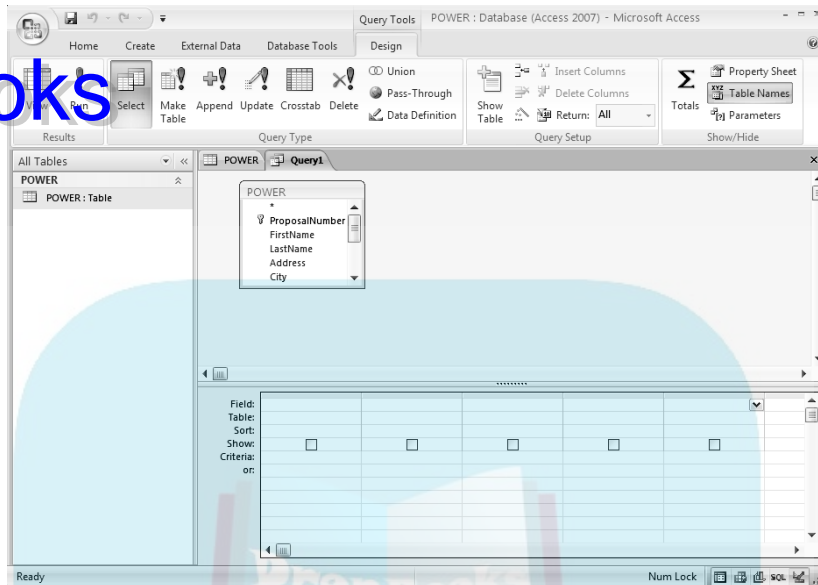 Query Tools POWER : Database (Access 2007) - Microsoft Access
Home Create External Data Database Tools Design
oks
View Run Select Make Table Append Update Crosstab Delete
Union
Pass-Through
Data Definition
Show Table
Insert Columns
Delete Columns
Return: All
Totals
Property Sheet
Table Names
Parameters
Results Query Type Query Setup Show/Hide
All Tables
POWER Query1
POWER
POWER : Table
POWER
*
ProposalNumber
FirstName
LastName
Address
City
Field:
Table:
Sort:
Show:
Criteria:
or:
Ready Num Lock SQL